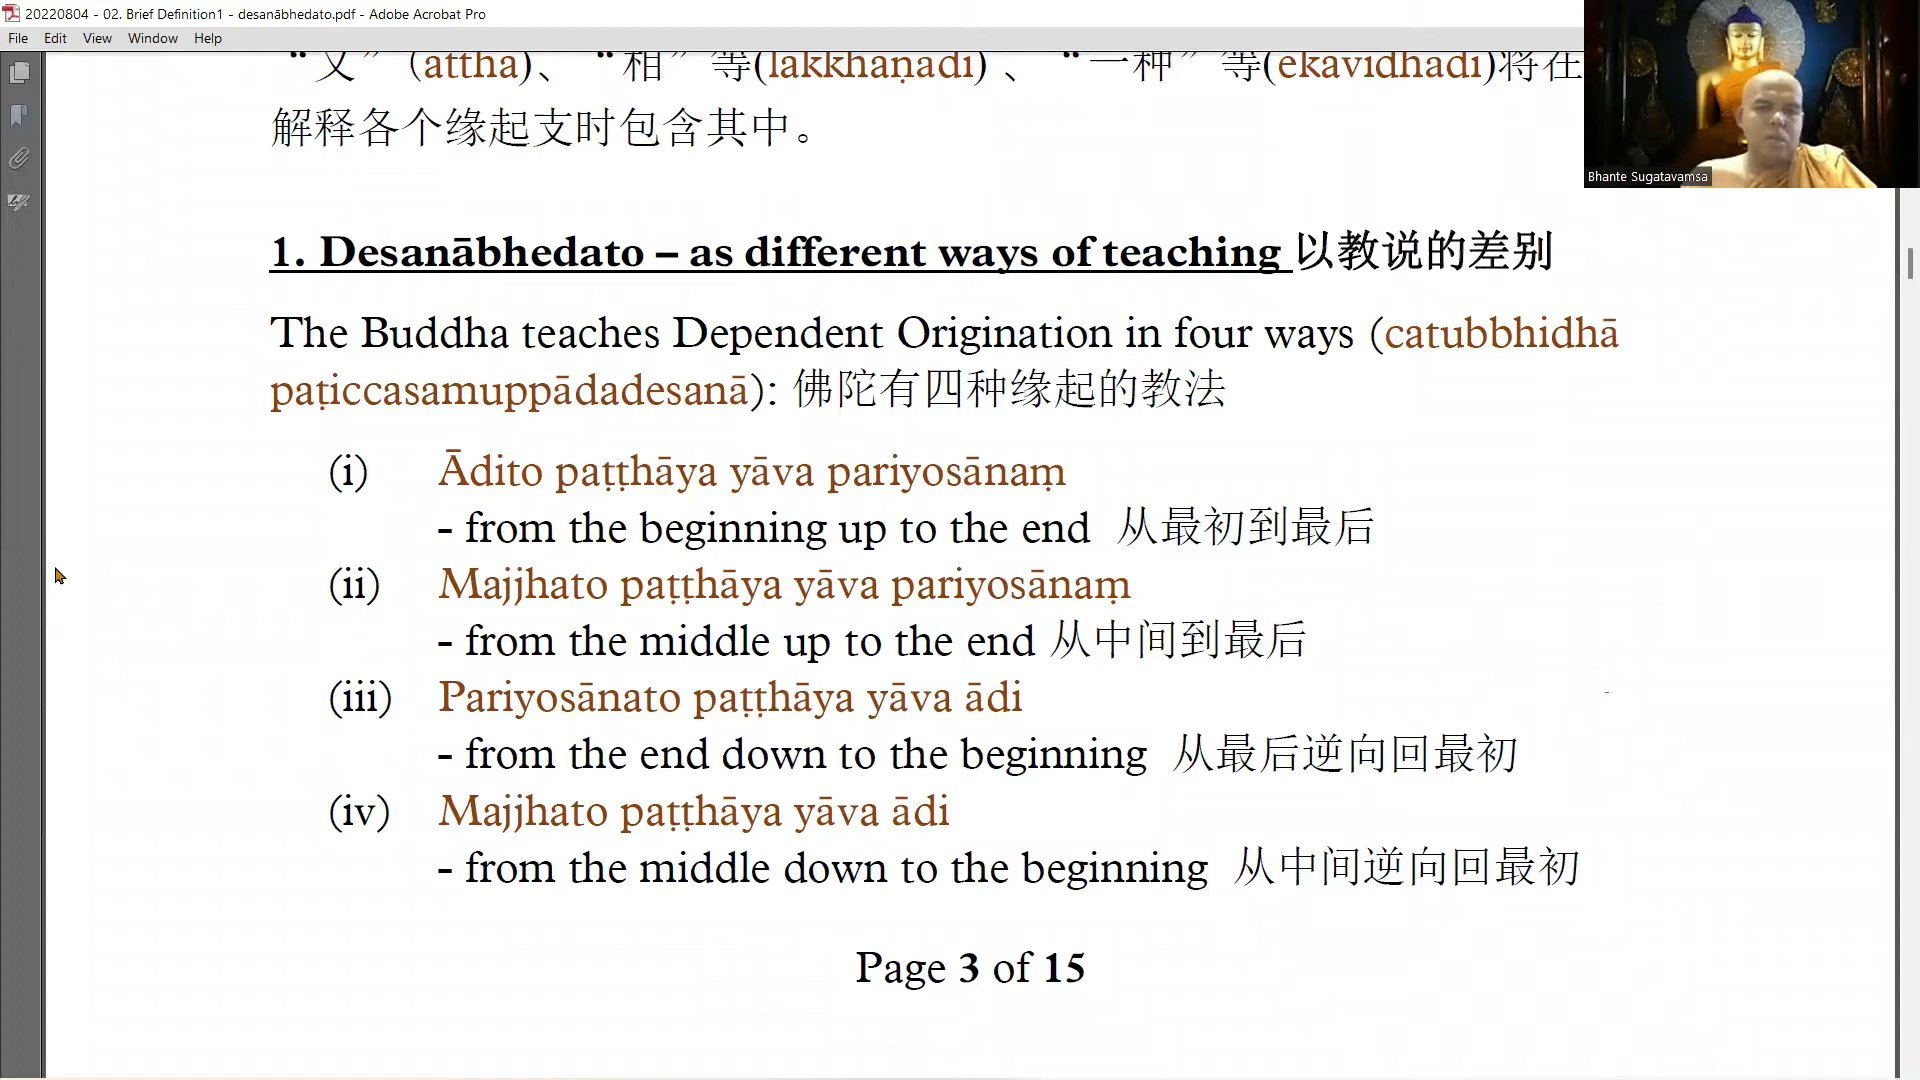 20220804 - 02. Brief Definition1 - desanābhedato.pdf - Adobe Acrobat Pro
File Edit View Window Help
“义”(attha)、“相”等(lakkhaṇādi)、“一种”等(ekavidhādi)将在
解释各个缘起支时包含其中。
Bhante Sugatavamsa
1. Desanābhedato – as different ways of teaching 以教说的差别
The Buddha teaches Dependent Origination in four ways (catubbhidhā
paṭiccasamuppādadesanā): 佛陀有四种缘起的教法
(i) Ādito paṭṭhāya yāva pariyosānaṃ
- from the beginning up to the end 从最初到最后
(ii) Majjhato paṭṭhāya yāva pariyosānaṃ
- from the middle up to the end 从中间到最后
(iii) Pariyosānato paṭṭhāya yāva ādi
- from the end down to the beginning 从最后逆向回最初
(iv) Majjhato paṭṭhāya yāva ādi
- from the middle down to the beginning 从中间逆向回最初
Page 3 of 15